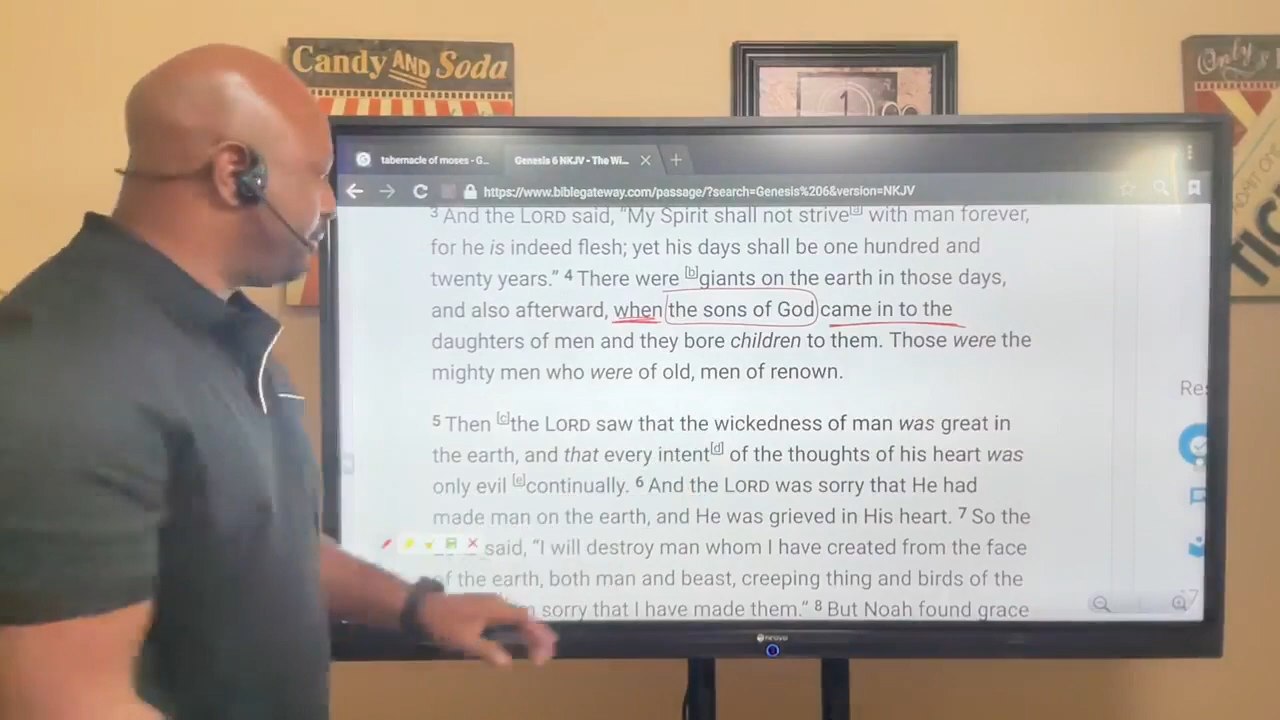 Candy AND Soda
1
Only
ADMIT ON
TIC
tabernacle of moses - G...
Genesis 6 NKJV - The Wi...
https://www.biblegateway.com/passage/?search=Genesis%206&version=NKJV
3 And the LORD said, “My Spirit shall not strive[a] with man forever,
for he is indeed flesh; yet his days shall be one hundred and
twenty years.” 4 There were [b]giants on the earth in those days,
and also afterward, when the sons of God came in to the
daughters of men and they bore children to them. Those were the
mighty men who were of old, men of renown.
Re
5 Then [c]the LORD saw that the wickedness of man was great in
the earth, and that every intent[d] of the thoughts of his heart was
only evil [e]continually. 6 And the LORD was sorry that He had
made man on the earth, and He was grieved in His heart. 7 So the
said, “I will destroy man whom I have created from the face
of the earth, both man and beast, creeping thing and birds of the
sorry that I have made them.” 8 But Noah found grace